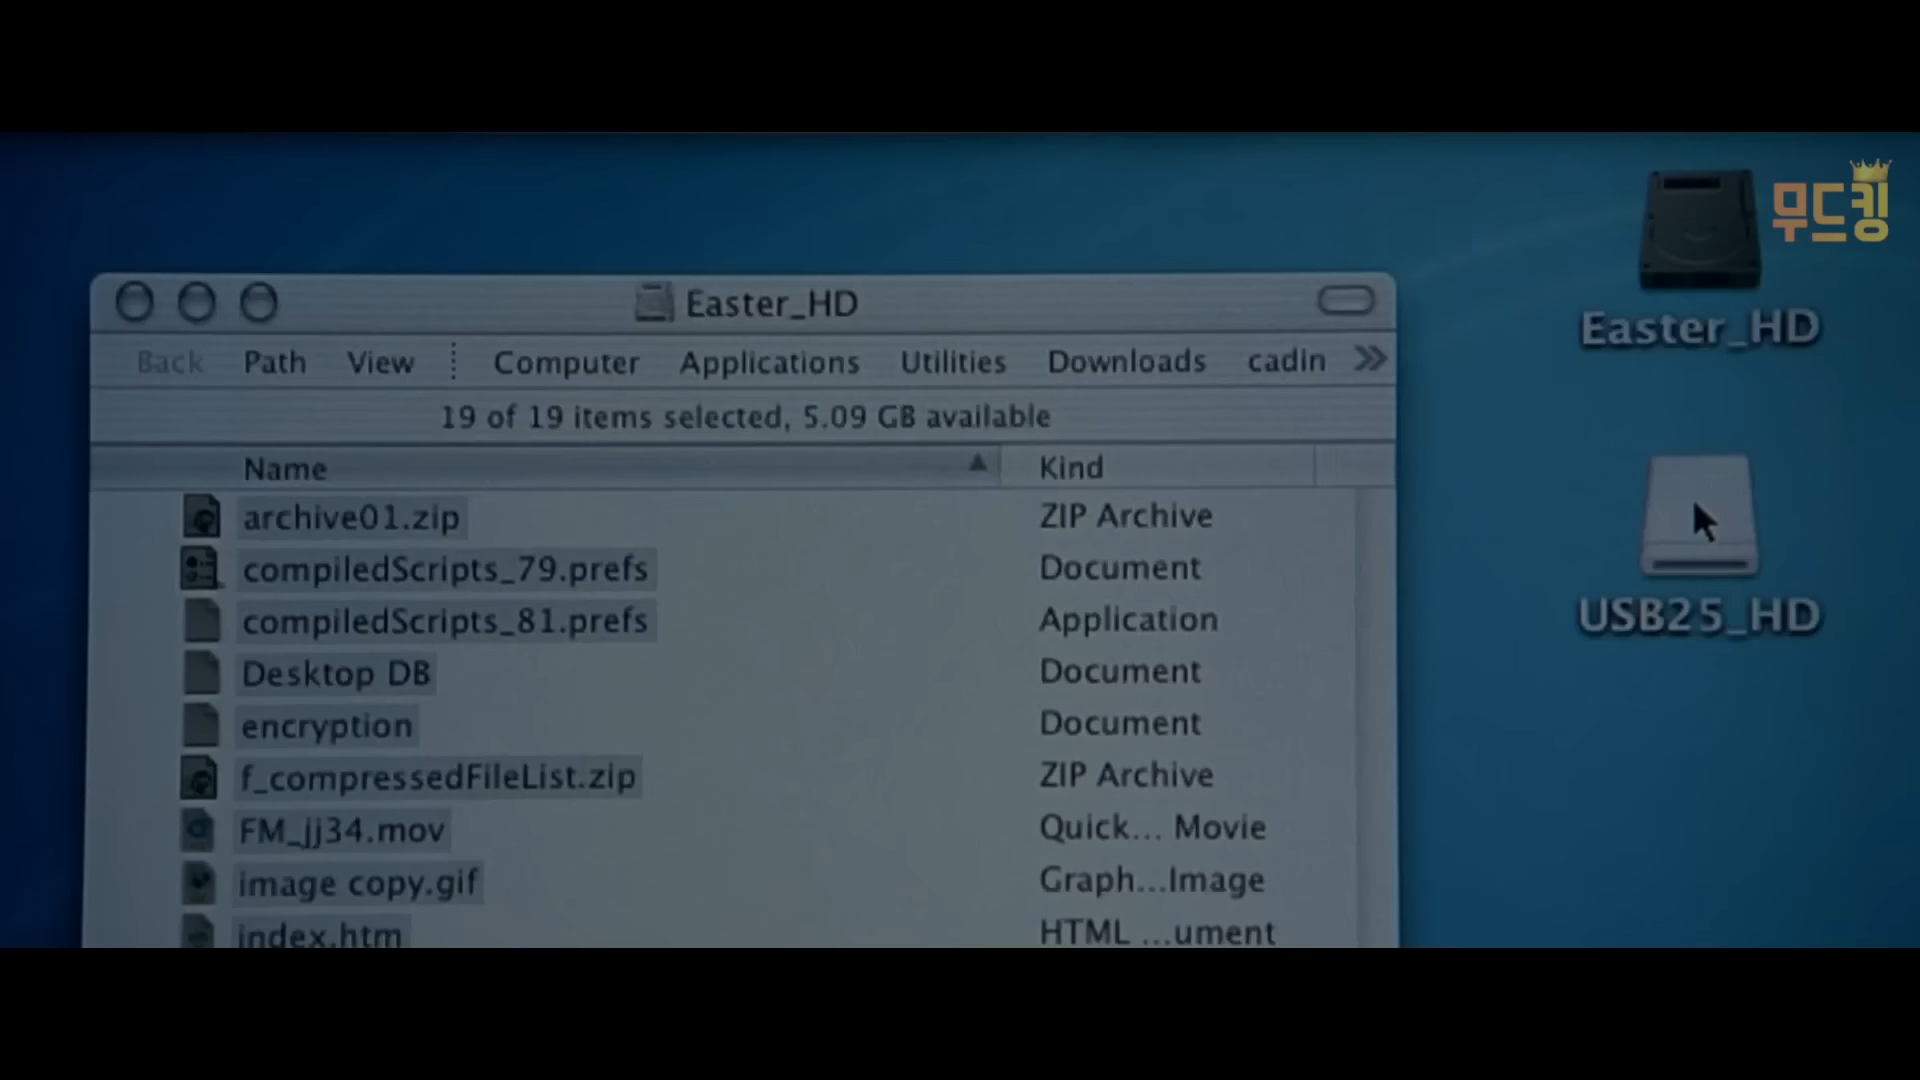 무드킹
Easter_HD
Easter_HD
Back Path View Computer Applications Utilities Downloads cadin
19 of 19 items selected, 5.09 GB available
Name Kind
archive01.zip ZIP Archive
compiledScripts_79.prefs Document
compiledScripts_81.prefs Application
USB25_HD
Desktop DB Document
encryption Document
f_compressedFileList.zip ZIP Archive
FM_jj34.mov Quick... Movie
image copy.gif Graph...Image
index.htm HTML ...ument